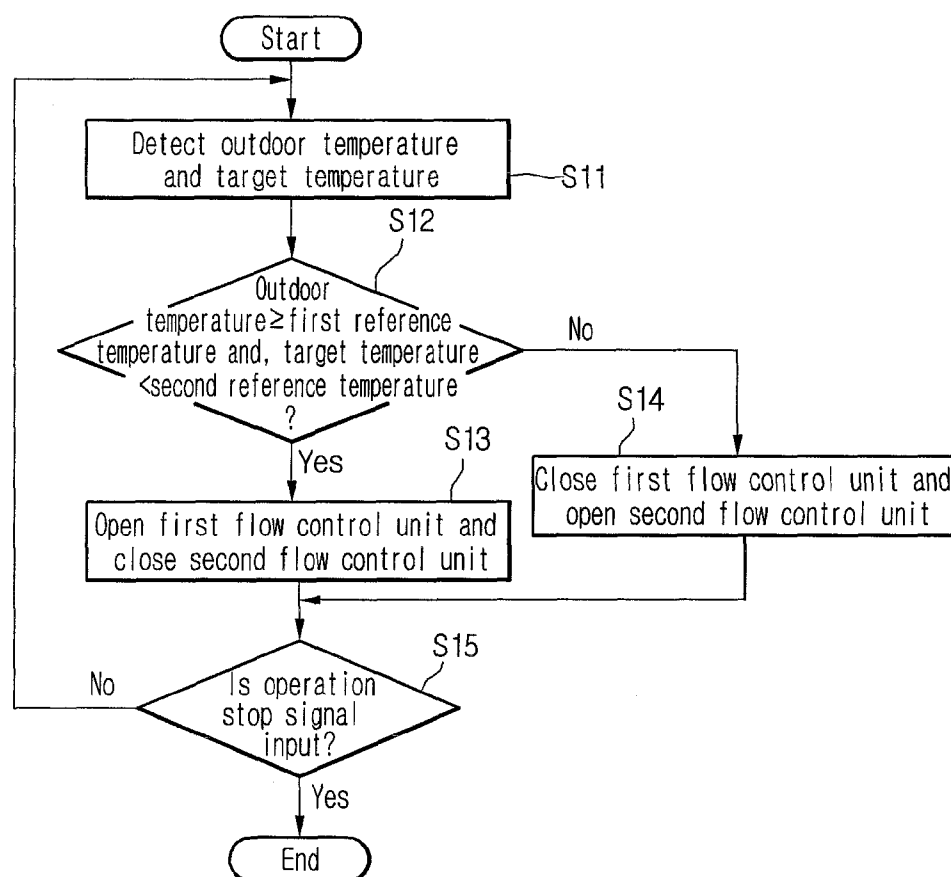 Start
Detect outdoor temperature
and target temperature
S11
S12
Outdoor
temperature≥first reference
temperature and, target temperature
<second reference temperature
?
No
Yes
S13
S14
Open first flow control unit and
close second flow control unit
Close first flow control unit and
open second flow control unit
S15
Is operation
stop signal
input?
No
Yes
End